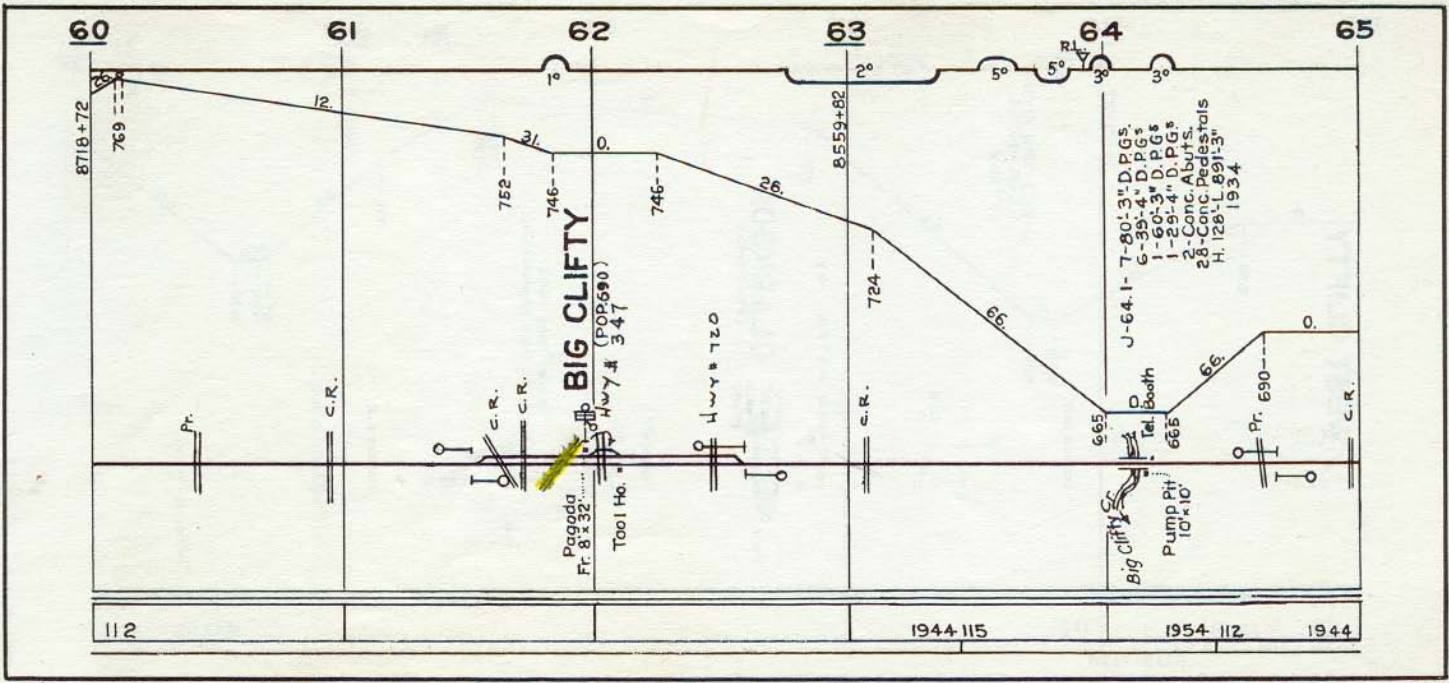 60 61 62 63 64 65
R.L.
1° 2° 5° 5° 3° 3°
8718+72
769
12.
752
31.
746
0.
746
26.
8559+82
724
66.
665
665
66.
690
0.
J-64.1- 7-80'-3"-D.P.Gs.
6-39'-4" D.P.Gs
1-60'-3" D.P.Gs
1-29'-4" D.P.Gs
2-Conc. Abuts.
28-Conc. Pedestals
H. 128'-L. 891'-3"
1934
BIG CLIFTY
(POP. 690)
HWY # 347
Pr.
C.R.
C.R.
C.R.
HWY # 720
C.R.
Tel. Booth
Pr.
C.R.
Pagoda
Fr. 8'x32'
Tool Ho.
Big Clifty Cr.
Pump Pit
10'x10'
112 1944 115 1954 112 1944